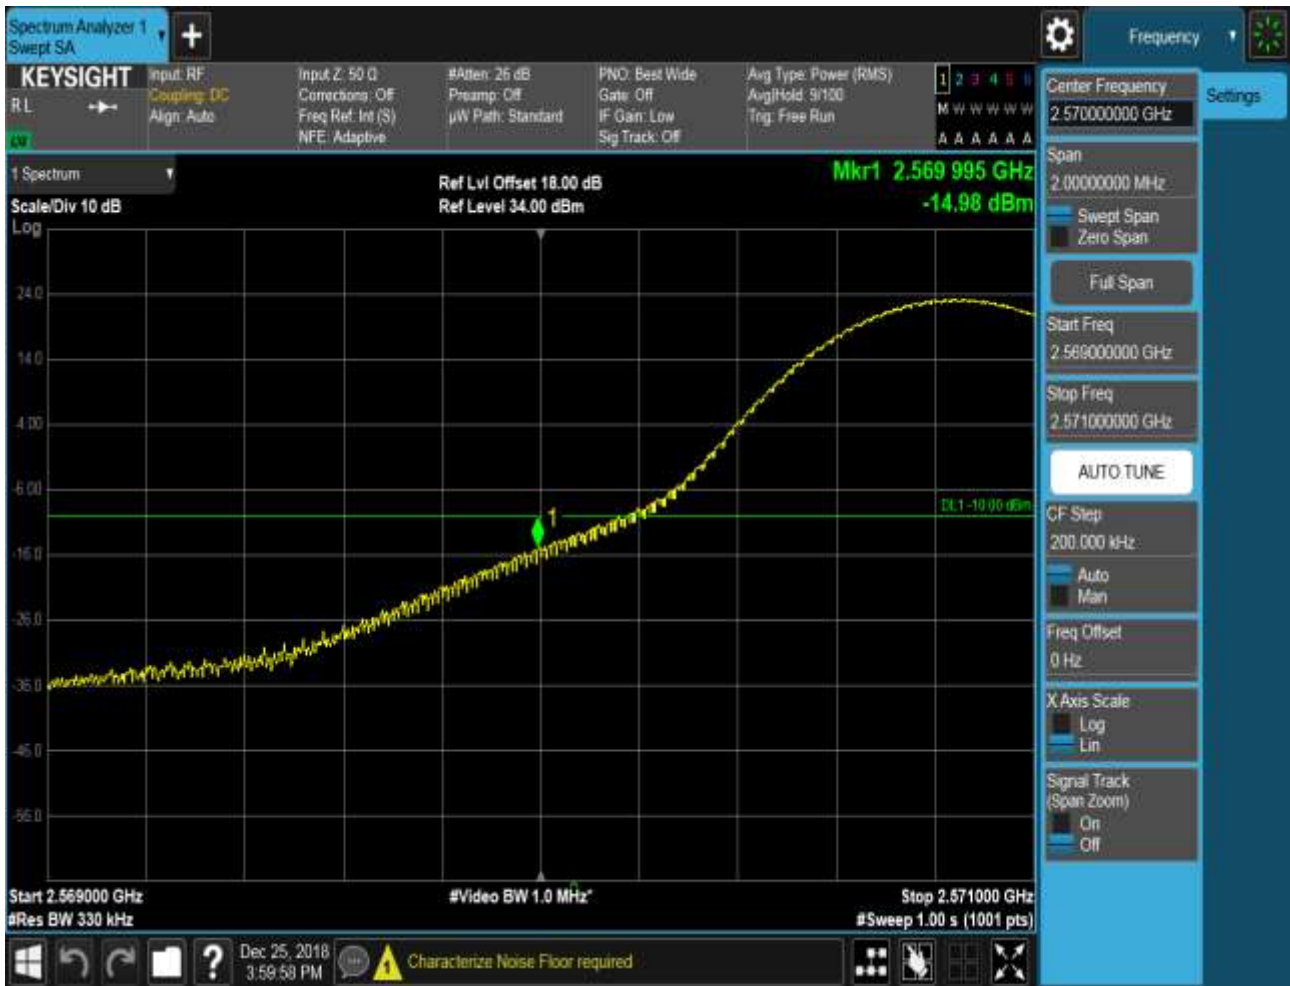 Spectrum Analyzer 1
Swept SA
Frequency
KEYSIGHT
RL
Input: RF
Coupling: DC
Align: Auto
Input Z: 50 Ω
Corrections: Off
Freq Ref: Int (S)
NFE: Adaptive
#Atten: 26 dB
Preamp: Off
µW Path: Standard
PNO: Best Wide
Gate: Off
IF Gain: Low
Sig Track: Off
Avg Type: Power (RMS)
Avg|Hold: 9/100
Trig: Free Run
1 2 3 4 5 6
M W W W W W
A A A A A A
1 Spectrum
Scale/Div 10 dB
Log
Ref Lvl Offset 18.00 dB
Ref Level 34.00 dBm
Mkr1 2.569 995 GHz
-14.98 dBm
24.0
14.0
4.00
-6.00
-16.0
-26.0
-36.0
-46.0
-56.0
1
DL1 -10.00 dBm
Start 2.569000 GHz
#Res BW 330 kHz
#Video BW 1.0 MHz*
Stop 2.571000 GHz
#Sweep 1.00 s (1001 pts)
Center Frequency
2.570000000 GHz
Settings
Span
2.00000000 MHz
Swept Span
Zero Span
Full Span
Start Freq
2.569000000 GHz
Stop Freq
2.571000000 GHz
AUTO TUNE
CF Step
200.000 kHz
Auto
Man
Freq Offset
0 Hz
X Axis Scale
Log
Lin
Signal Track
(Span Zoom)
On
Off
?
Dec 25, 2018
3:59:58 PM
Characterize Noise Floor required